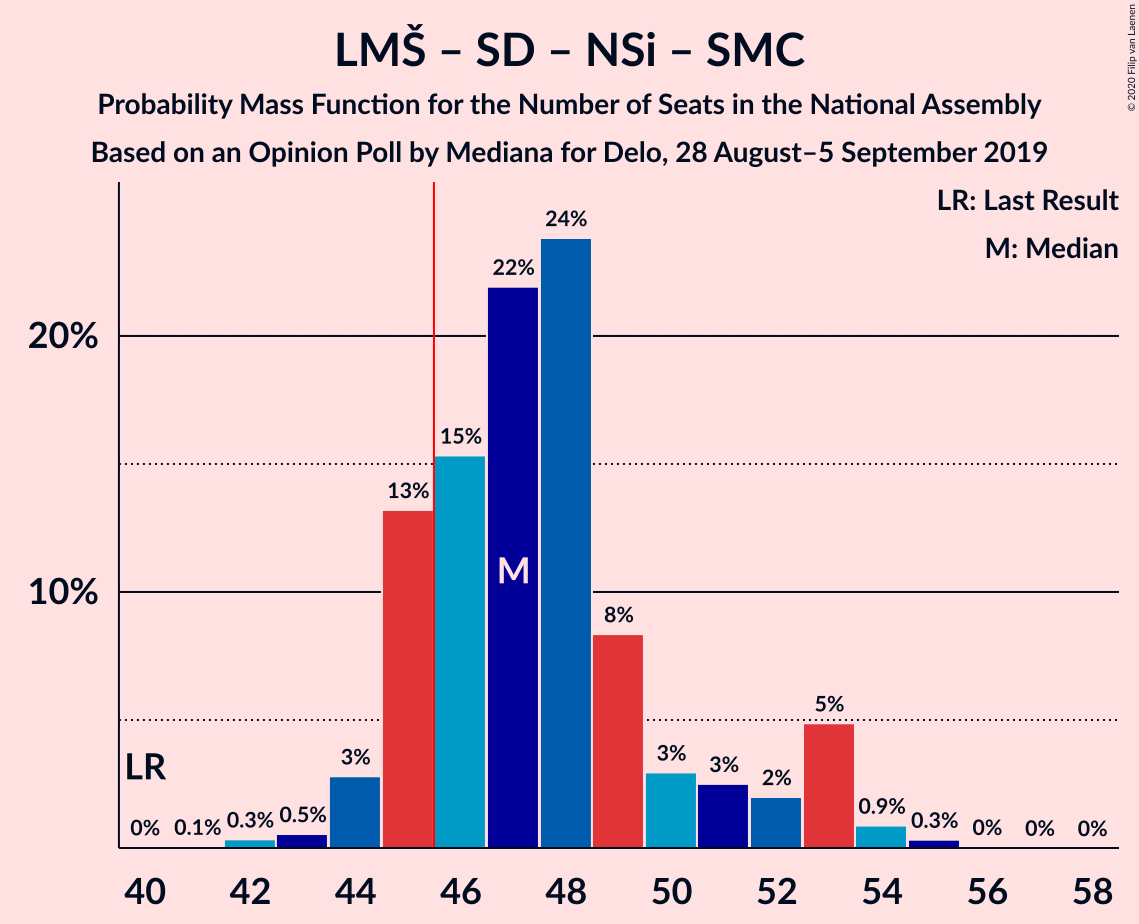 LMŠ – SD – NSi – SMC
Probability Mass Function for the Number of Seats in the National Assembly
Based on an Opinion Poll by Mediana for Delo, 28 August–5 September 2019
© 2020 Filip van Laenen
LR: Last Result
M: Median
24%
22%
20%
15%
13%
M
10%
8%
5%
LR
3%
3%
3%
2%
0%
0.1%
0.3%
0.5%
0.9%
0.3%
0%
0%
0%
40 42 44 46 48 50 52 54 56 58